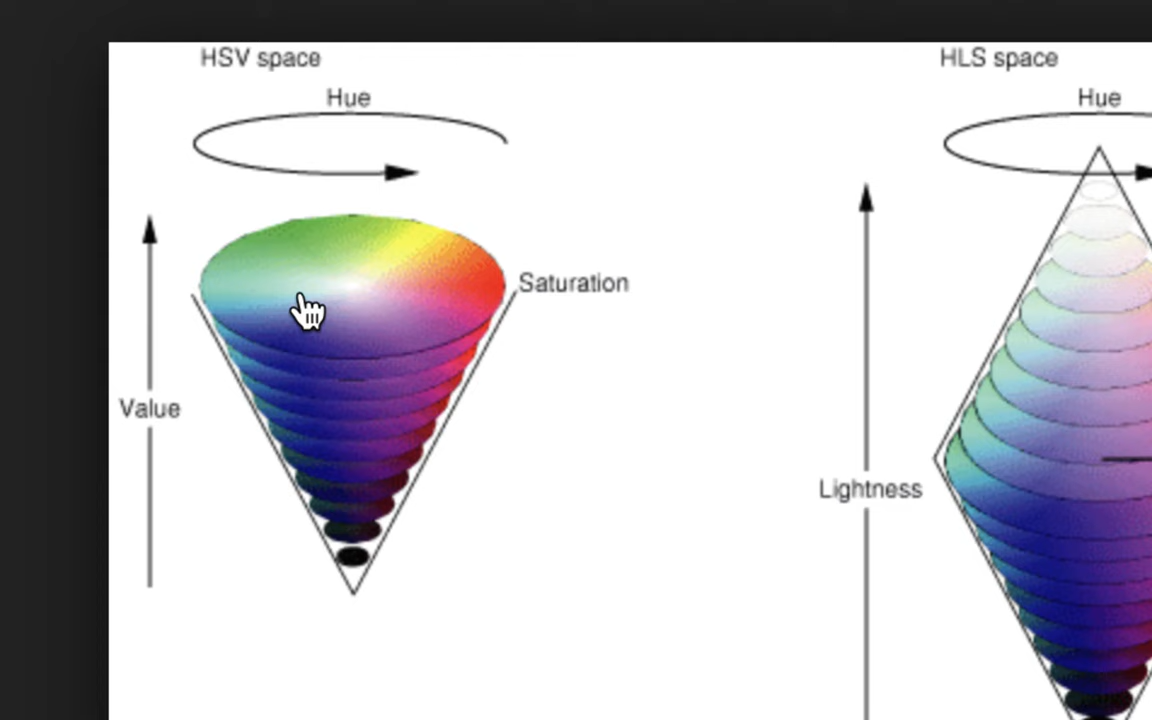 HSV space
Hue
Saturation
Value
HLS space
Hue
Lightness